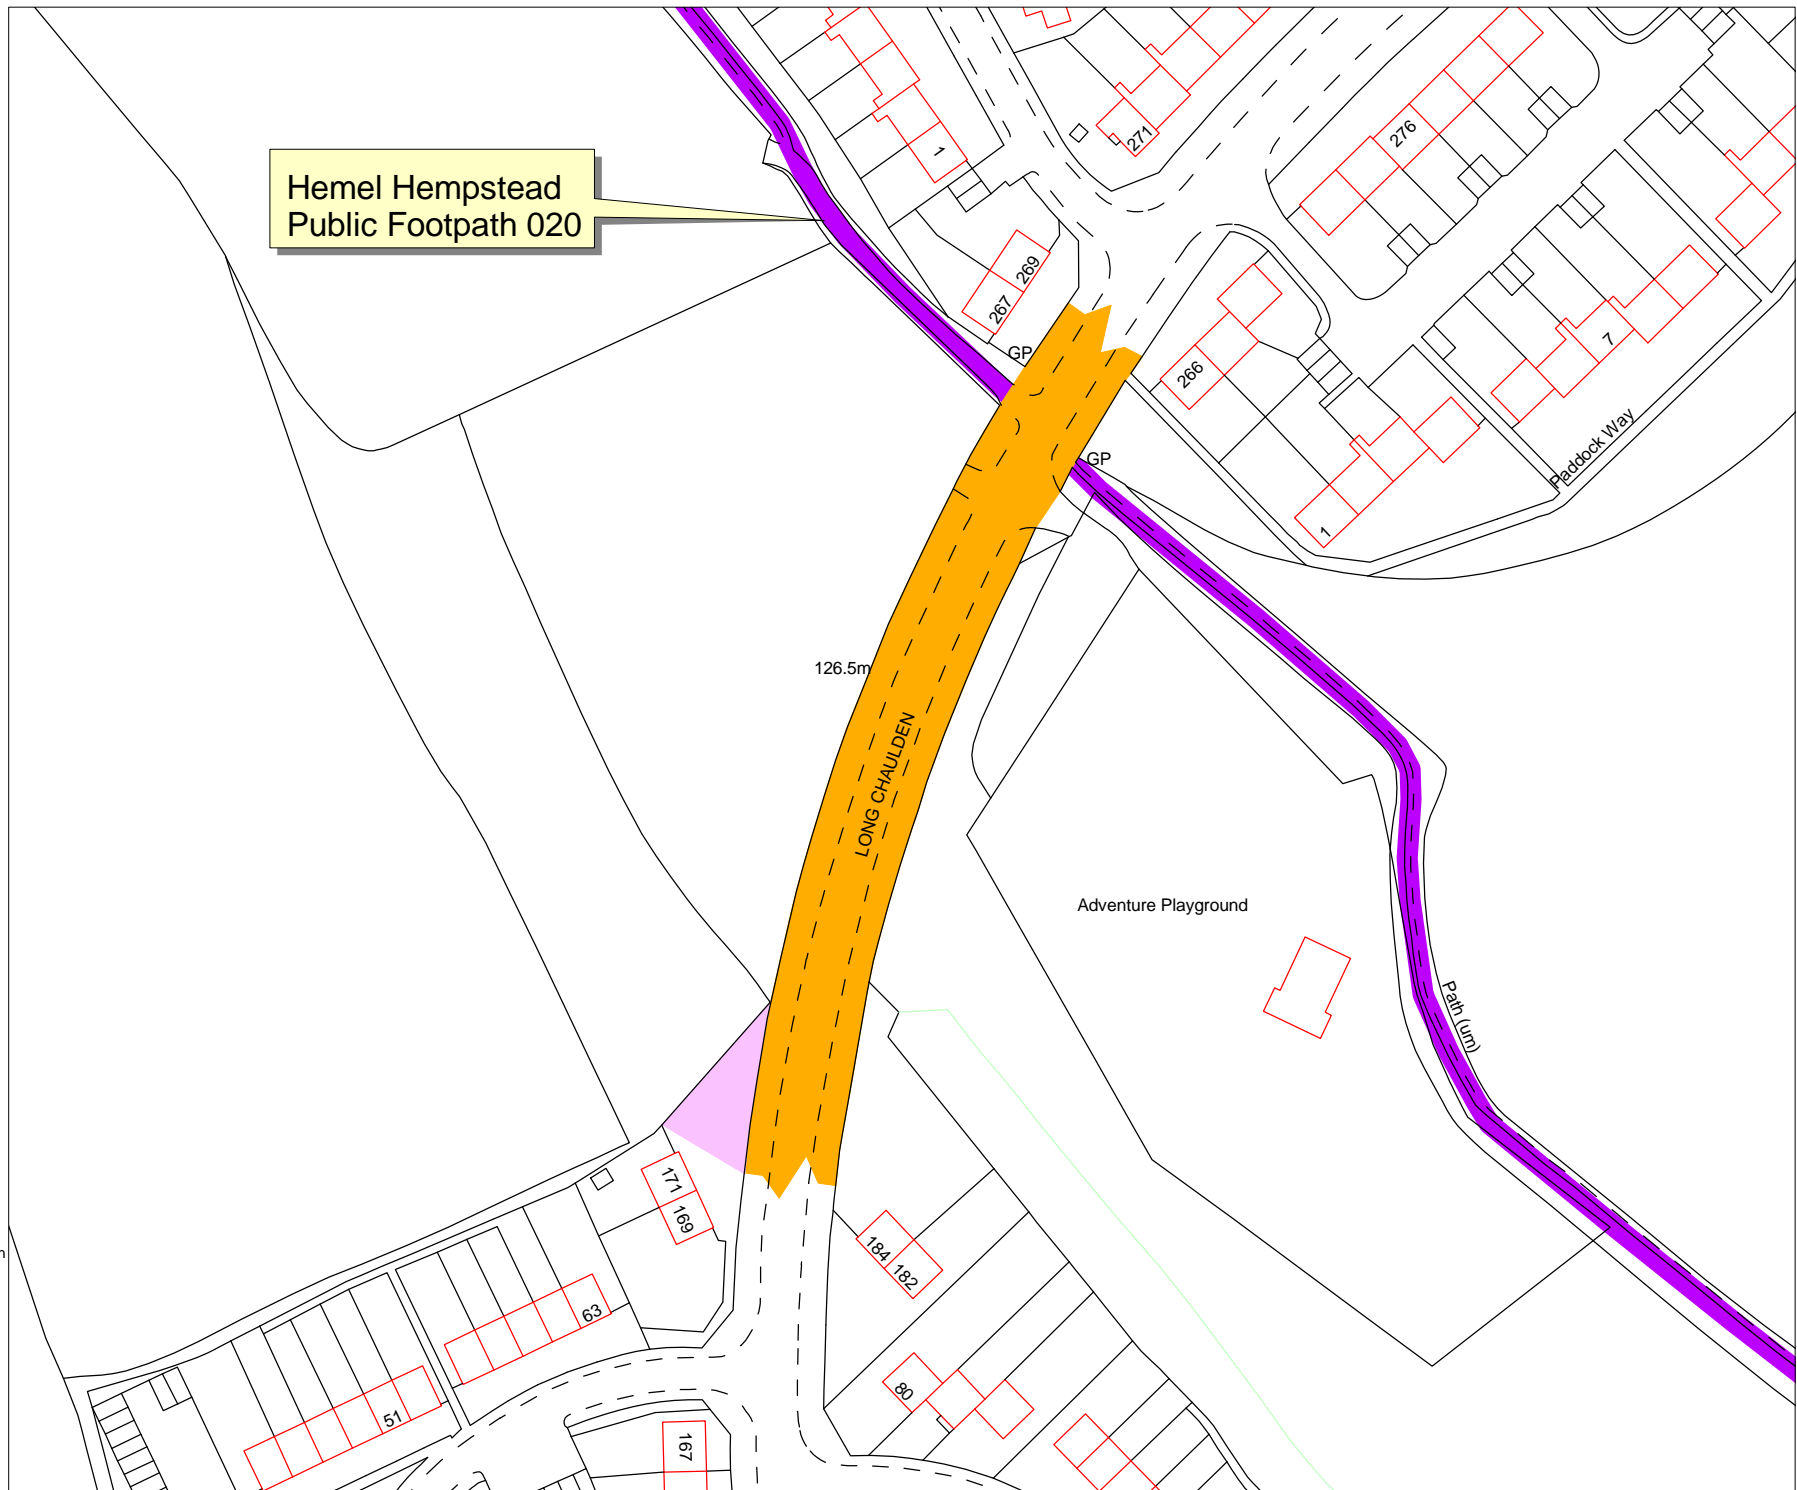 Hemel Hempstead
Public Footpath 020
1
271
276
269
267
GP
266
7
GP
Paddock Way
1
126.5m
LONG CHAULDEN
Adventure Playground
Path (um)
171
169
184
182
m
63
80
51
167